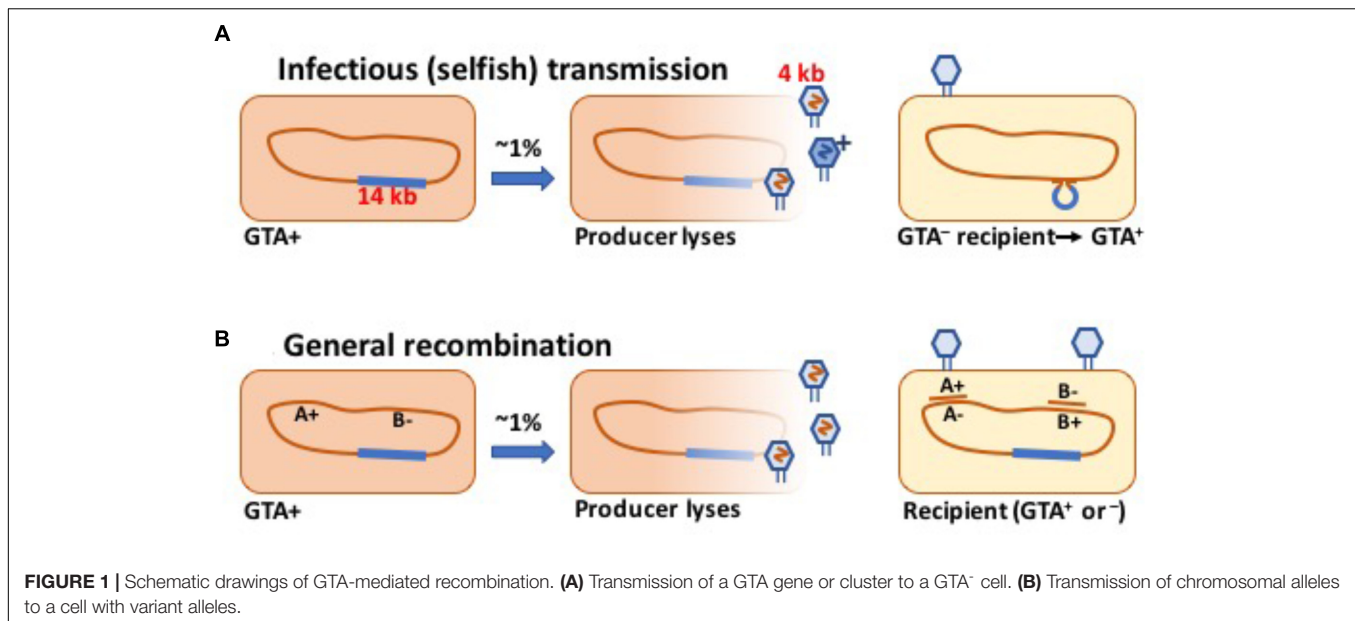 A
Infectious (selfish) transmission
4 kb
~1%
+
14 kb
GTA+
Producer lyses
GTA⁻ recipient→ GTA⁺
B
General recombination
A+
B-
~1%
A+
A-
B-
B+
GTA+
Producer lyses
Recipient (GTA⁺ or ⁻)
FIGURE 1 | Schematic drawings of GTA-mediated recombination. (A) Transmission of a GTA gene or cluster to a GTA⁻ cell. (B) Transmission of chromosomal alleles
to a cell with variant alleles.